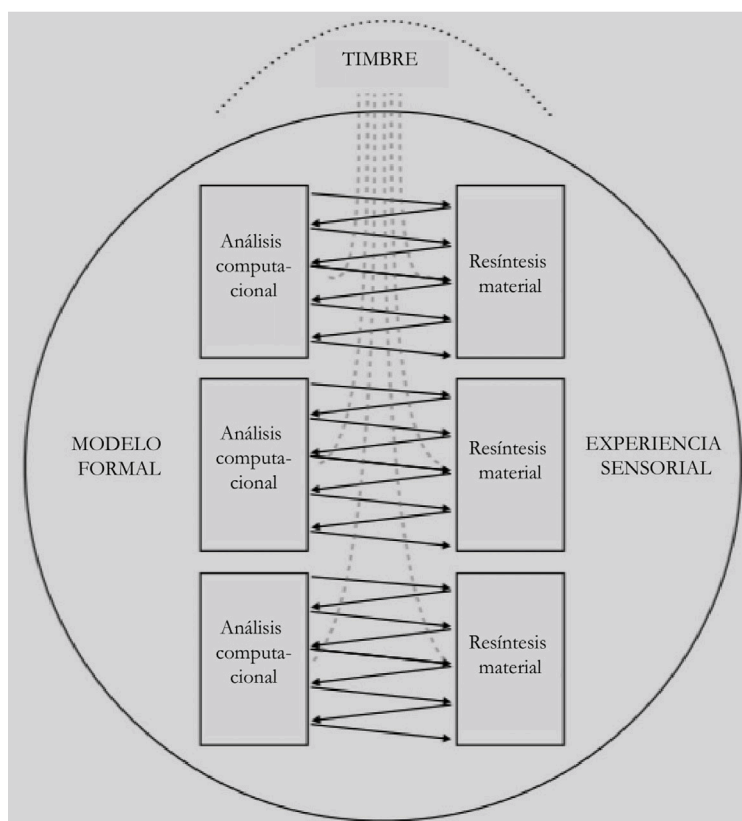 TIMBRE
Análisis
computa-
cional
Resíntesis
material
MODELO
FORMAL
Análisis
computa-
cional
Resíntesis
material
EXPERIENCIA
SENSORIAL
Análisis
computa-
cional
Resíntesis
material